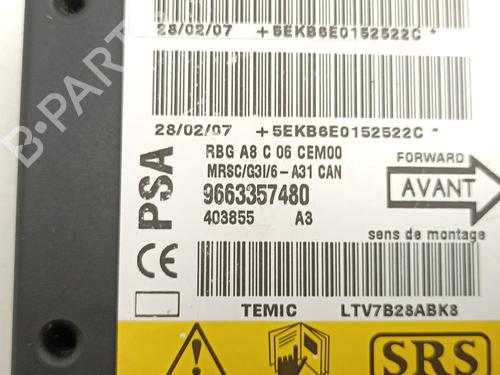 28/02/07 +5EKB6E0152522C*
28/02/07 +5EKB6E0152522C*
PSA
RBG A8 C 06 CEM00
MRSC/G3I/6-A31 CAN
9663357480
403855 A3
FORWARD
AVANT
sens de montage
CE
TEMIC LTV7B28ABK8
SRS